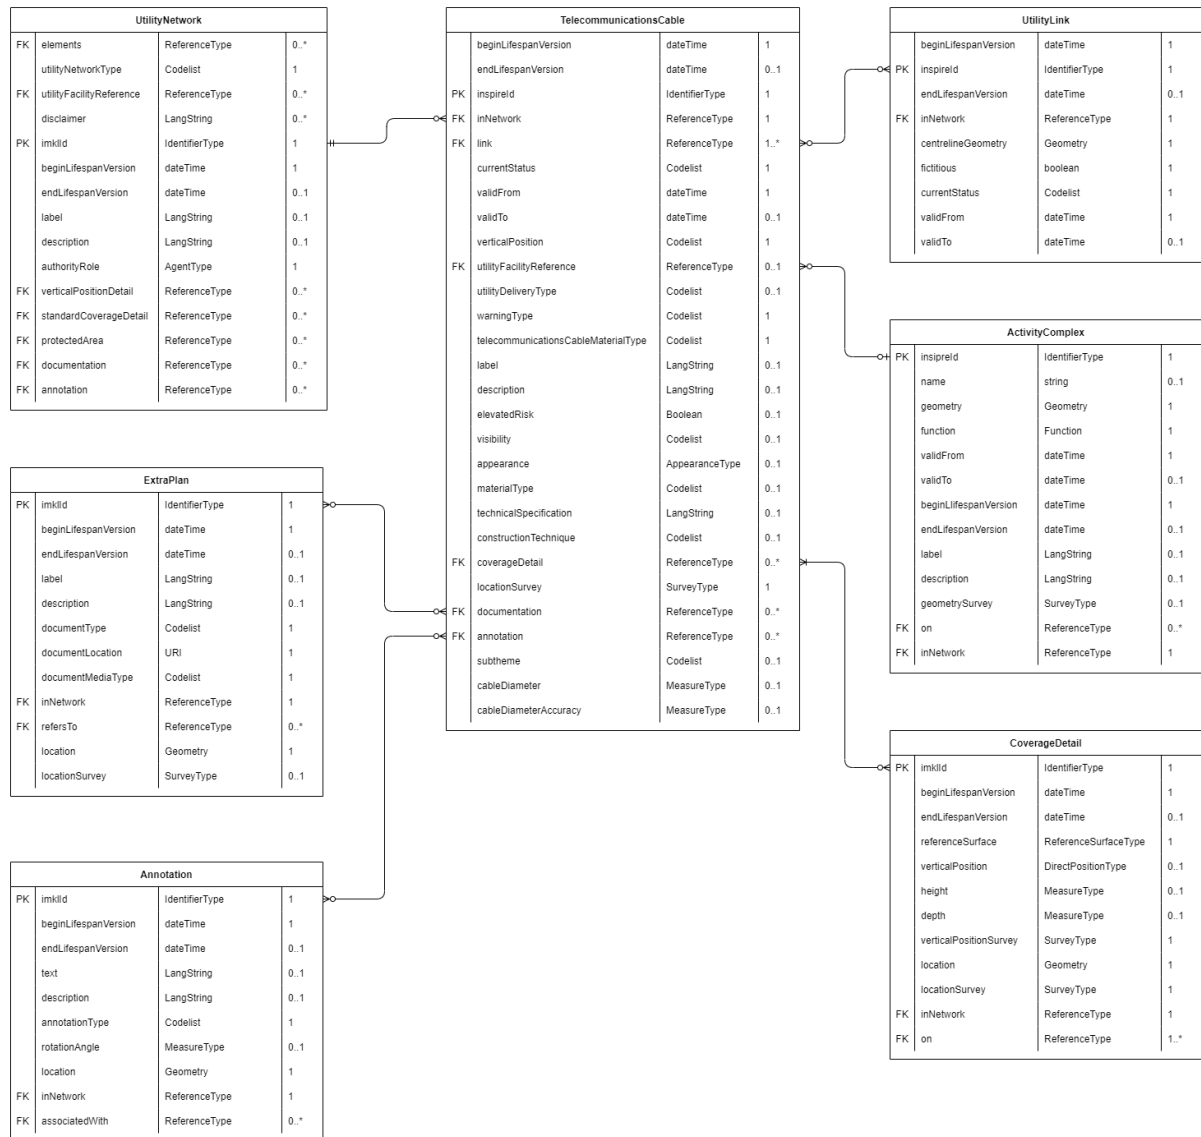 UtilityNetwork
FK elements ReferenceType 0..*
utilityNetworkType Codelist 1
FK utilityFacilityReference ReferenceType 0..*
disclaimer LangString 0..*
PK imklId IdentifierType 1
beginLifespanVersion dateTime 1
endLifespanVersion dateTime 0..1
label LangString 0..1
description LangString 0..1
authorityRole AgentType 1
FK verticalPositionDetail ReferenceType 0..*
FK standardCoverageDetail ReferenceType 0..*
FK protectedArea ReferenceType 0..*
FK documentation ReferenceType 0..*
FK annotation ReferenceType 0..*
ExtraPlan
PK imklId IdentifierType 1
beginLifespanVersion dateTime 1
endLifespanVersion dateTime 0..1
label LangString 0..1
description LangString 0..1
documentType Codelist 1
documentLocation URI 1
documentMediaType Codelist 1
FK inNetwork ReferenceType 1
FK refersTo ReferenceType 0..*
location Geometry 1
locationSurvey SurveyType 0..1
Annotation
PK imklId IdentifierType 1
beginLifespanVersion dateTime 1
endLifespanVersion dateTime 0..1
text LangString 0..1
description LangString 0..1
annotationType Codelist 1
rotationAngle MeasureType 0..1
location Geometry 1
FK inNetwork ReferenceType 1
FK associatedWith ReferenceType 0..*
TelecommunicationsCable
beginLifespanVersion dateTime 1
endLifespanVersion dateTime 0..1
PK inspireId IdentifierType 1
FK inNetwork ReferenceType 1
FK link ReferenceType 1..*
currentStatus Codelist 1
validFrom dateTime 1
validTo dateTime 0..1
verticalPosition Codelist 1
FK utilityFacilityReference ReferenceType 0..1
utilityDeliveryType Codelist 0..1
warningType Codelist 1
telecommunicationsCableMaterialType Codelist 1
label LangString 0..1
description LangString 0..1
elevatedRisk Boolean 0..1
visibility Codelist 0..1
appearance AppearanceType 0..1
materialType Codelist 0..1
technicalSpecification LangString 0..1
constructionTechnique Codelist 0..1
FK coverageDetail ReferenceType 0..*
locationSurvey SurveyType 1
FK documentation ReferenceType 0..*
FK annotation ReferenceType 0..*
subtheme Codelist 0..1
cableDiameter MeasureType 0..1
cableDiameterAccuracy MeasureType 0..1
UtilityLink
beginLifespanVersion dateTime 1
PK inspireId IdentifierType 1
endLifespanVersion dateTime 0..1
FK inNetwork ReferenceType 1
centrelineGeometry Geometry 1
fictitious boolean 1
currentStatus Codelist 1
validFrom dateTime 1
validTo dateTime 0..1
ActivityComplex
PK insipreId IdentifierType 1
name string 0..1
geometry Geometry 1
function Function 1
validFrom dateTime 1
validTo dateTime 0..1
beginLlifespanVersion dateTime 1
endLifespanVersion dateTime 0..1
label LangString 0..1
description LangString 0..1
geometrySurvey SurveyType 0..1
FK on ReferenceType 0..*
FK inNetwork ReferenceType 1
CoverageDetail
PK imklId IdentifierType 1
beginLifespanVersion dateTime 1
endLifespanVersion dateTime 0..1
referenceSurface ReferenceSurfaceType 1
verticalPosition DirectPositionType 0..1
height MeasureType 0..1
depth MeasureType 0..1
verticalPositionSurvey SurveyType 1
location Geometry 1
locationSurvey SurveyType 1
FK inNetwork ReferenceType 1
FK on ReferenceType 1..*